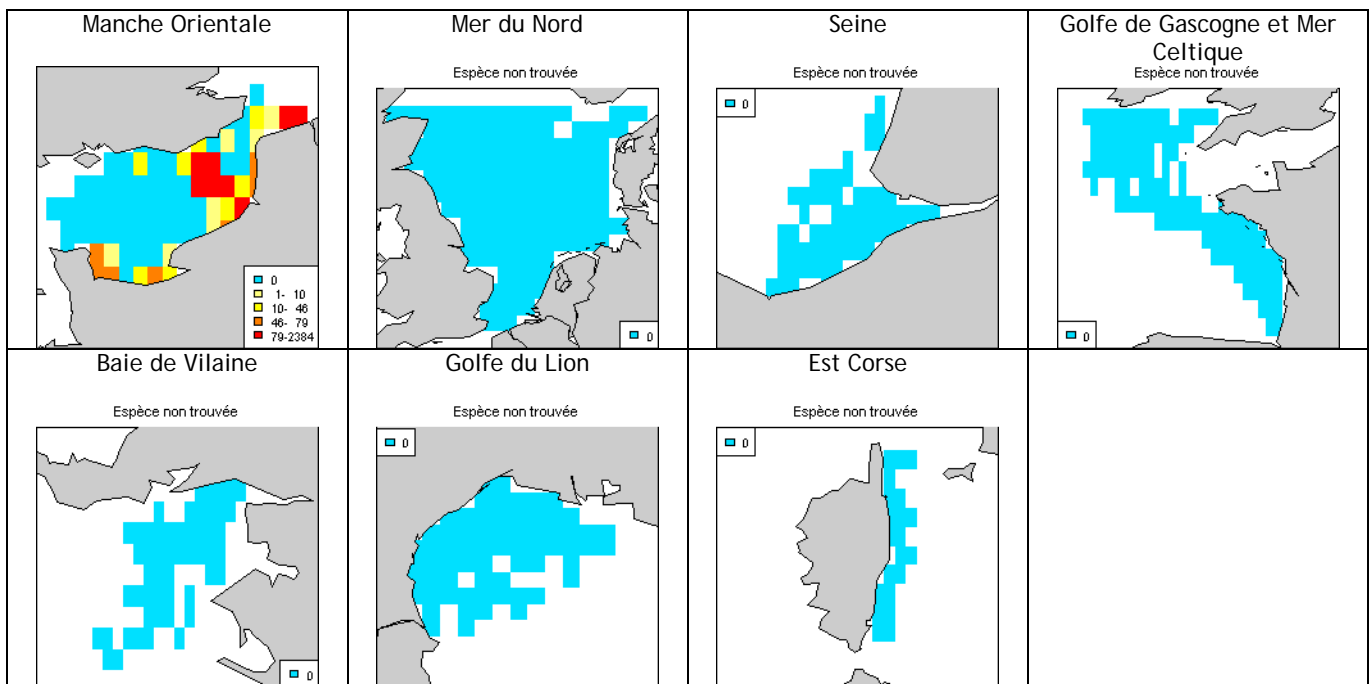 Manche Orientale
0
1- 10
10- 46
46- 79
79-2384
Mer du Nord
Espèce non trouvée
0
Seine
Espèce non trouvée
0
Golfe de Gascogne et Mer
Celtique
Espèce non trouvée
0
Baie de Vilaine
Espèce non trouvée
0
Golfe du Lion
Espèce non trouvée
0
Est Corse
Espèce non trouvée
0